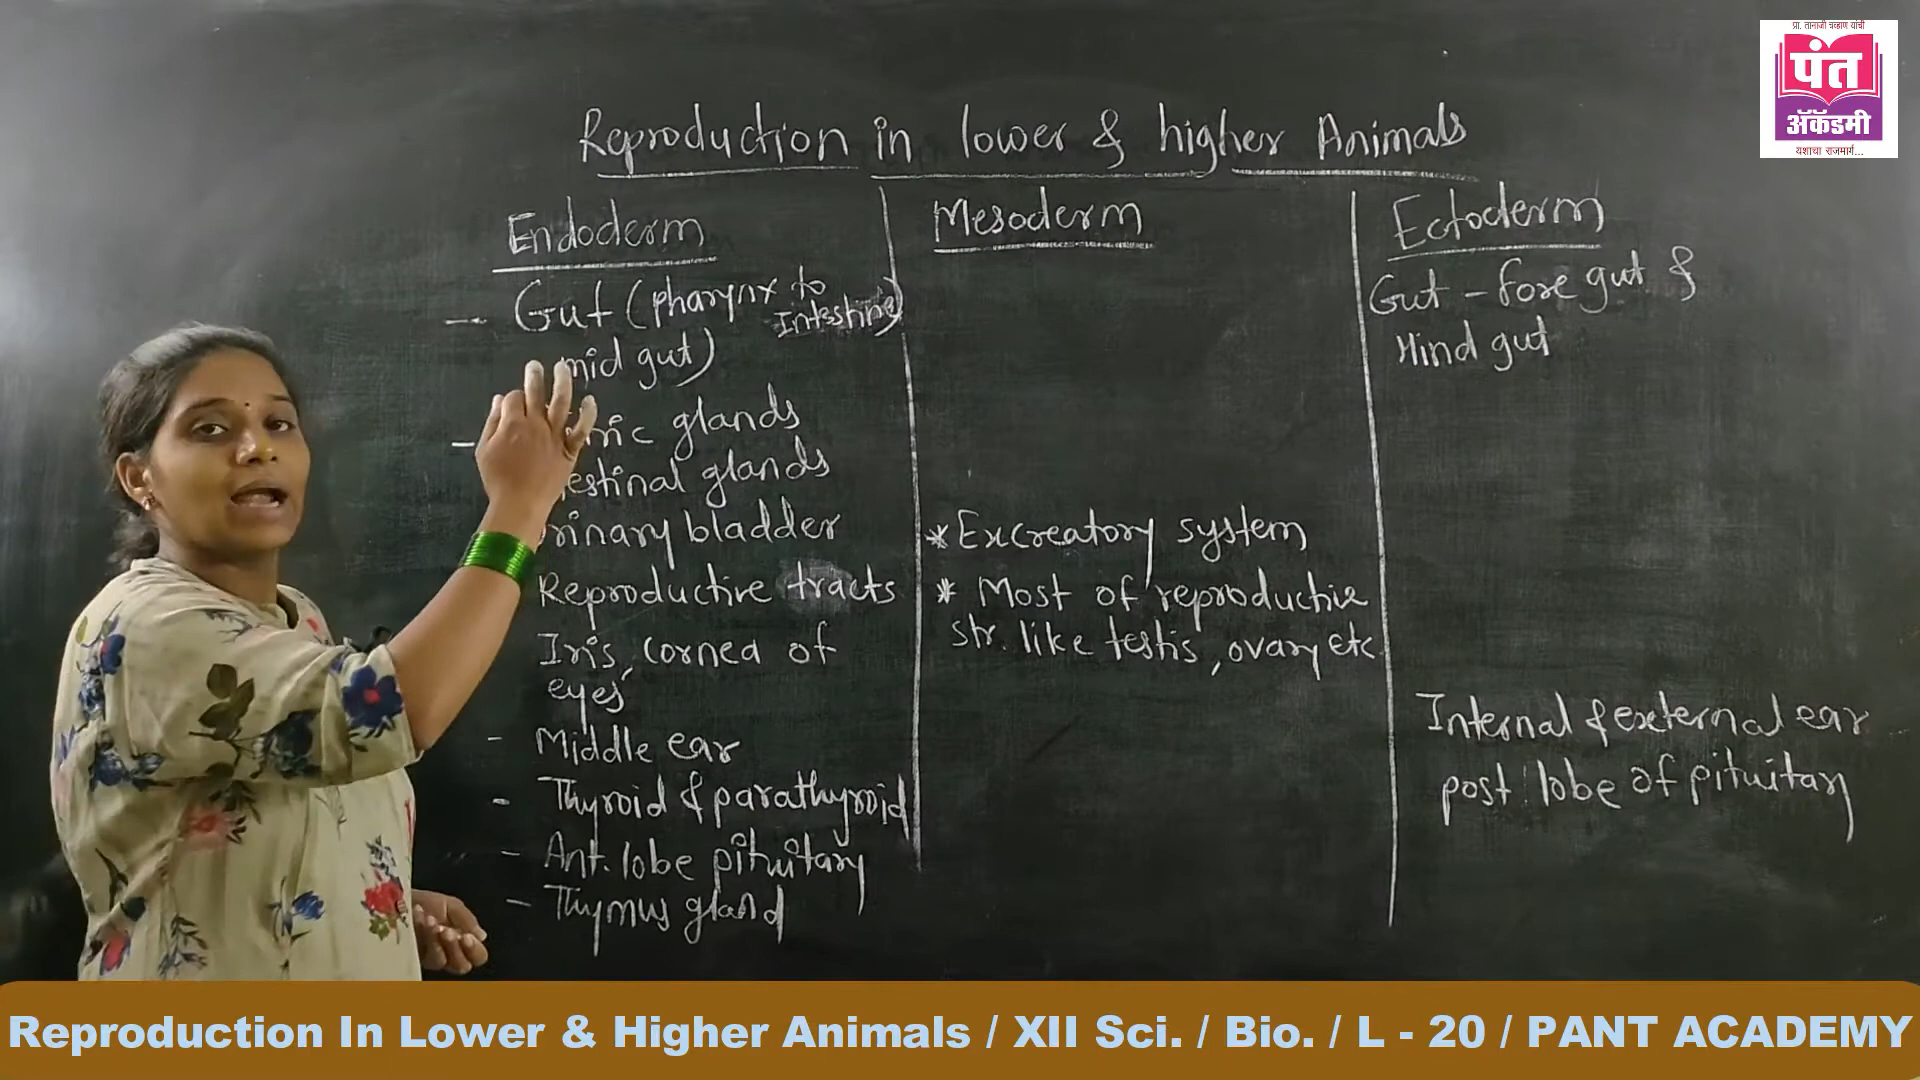 प्रा. तानाजी चव्हाण यांची
पंत
अ‍ॅकॅडमी
यशाचा राजमार्ग...
Reproduction in lower & higher Animals
Endoderm
- Gut (pharynx to
Intestine)
mid gut)
- glands
glands
bladder
Reproductive tracts
Iris, cornea of
eyes
- Middle ear
- Thyroid & parathyroid
- Ant. lobe pituitary
- Thymus gland
Mesoderm
* Excreatory system
* Most of reproductive
str. like testis, ovary etc
Ectoderm
Gut - fore gut &
Hind gut
Internal & external ear
post lobe of pituitary
Reproduction In Lower & Higher Animals / XII Sci. / Bio. / L - 20 / PANT ACADEMY